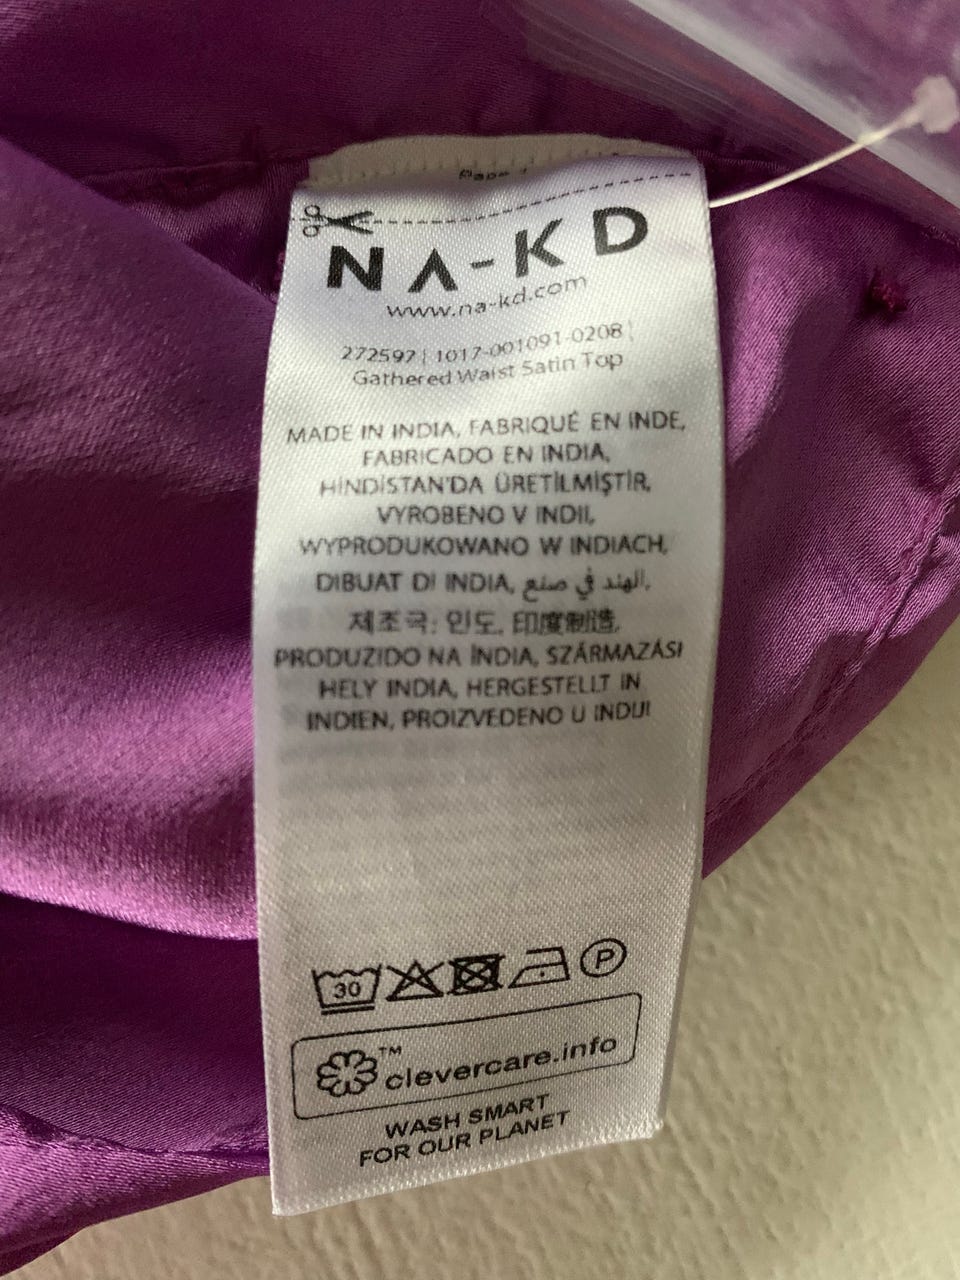 NA-KD
www.na-kd.com
272597 | 1017-001091-0208 |
Gathered Waist Satin Top
MADE IN INDIA, FABRIQUÉ EN INDE,
FABRICADO EN INDIA,
HİNDİSTAN'DA ÜRETİLMİŞTİR,
VYROBENO V INDII,
WYPRODUKOWANO W INDIACH,
DIBUAT DI INDIA, الهند في صنع,
제조국: 인도, 印度制造,
PRODUZIDO NA ÍNDIA, SZÁRMAZÁSI
HELY INDIA, HERGESTELLT IN
INDIEN, PROIZVEDENO U INDIJI
30 P
™
clevercare.info
WASH SMART
FOR OUR PLANET